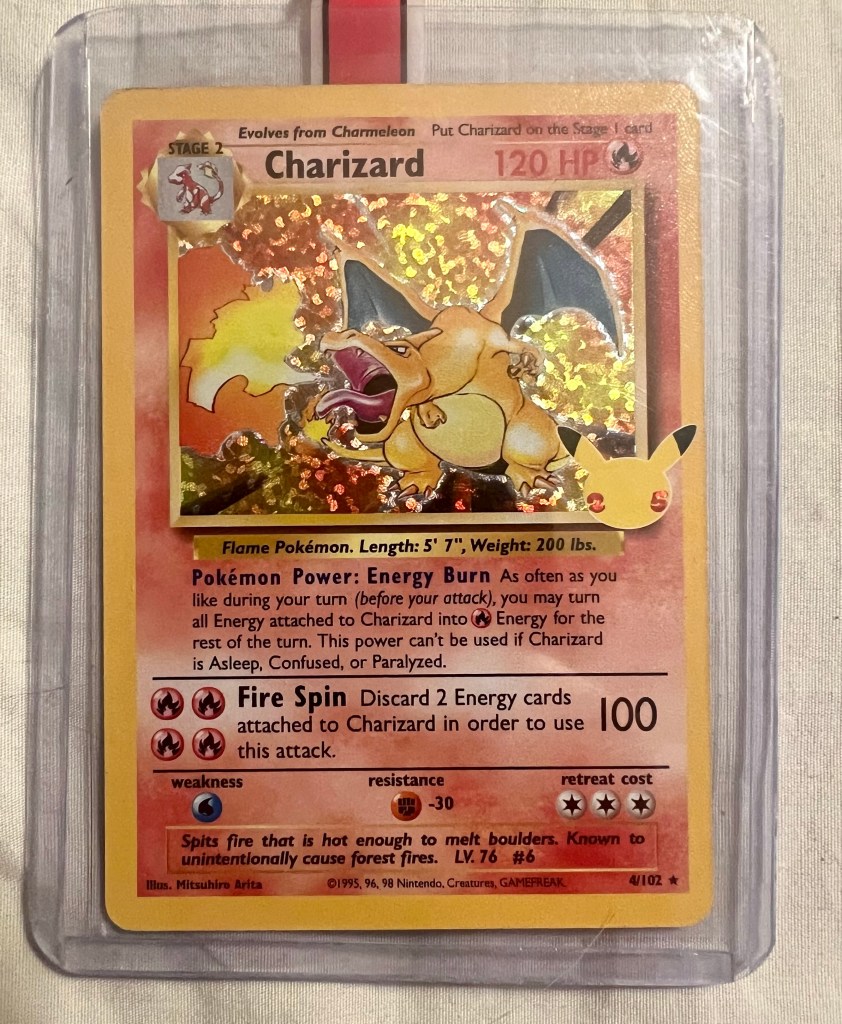 Evolves from Charmeleon Put Charizard on the Stage 1 card
STAGE 2
Charizard 120 HP
Flame Pokémon. Length: 5' 7", Weight: 200 lbs.
Pokémon Power: Energy Burn As often as you
like during your turn (before your attack), you may turn
all Energy attached to Charizard into Energy for the
rest of the turn. This power can't be used if Charizard
is Asleep, Confused, or Paralyzed.
Fire Spin Discard 2 Energy cards
attached to Charizard in order to use
this attack.
100
weakness resistance retreat cost
-30
Spits fire that is hot enough to melt boulders. Known to
unintentionally cause forest fires. LV. 76 #6
Illus. Mitsuhiro Arita ©1995, 96, 98 Nintendo, Creatures, GAMEFREAK 4/102 ★